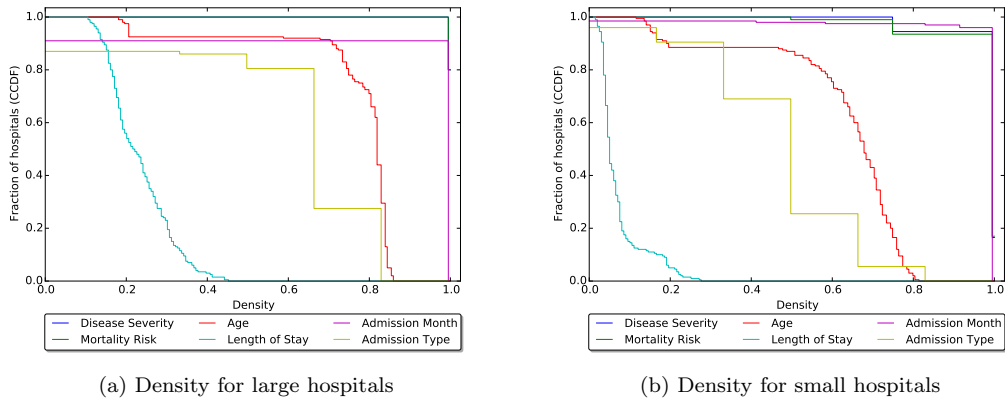 1.0
0.8
0.6
0.4
0.2
0.0
Fraction of hospitals (CCDF)
0.0 0.2 0.4 0.6 0.8 1.0
Density
Disease Severity Age Admission Month
Mortality Risk Length of Stay Admission Type
(a) Density for large hospitals
1.0
0.8
0.6
0.4
0.2
0.0
Fraction of hospitals (CCDF)
0.0 0.2 0.4 0.6 0.8 1.0
Density
Disease Severity Age Admission Month
Mortality Risk Length of Stay Admission Type
(b) Density for small hospitals